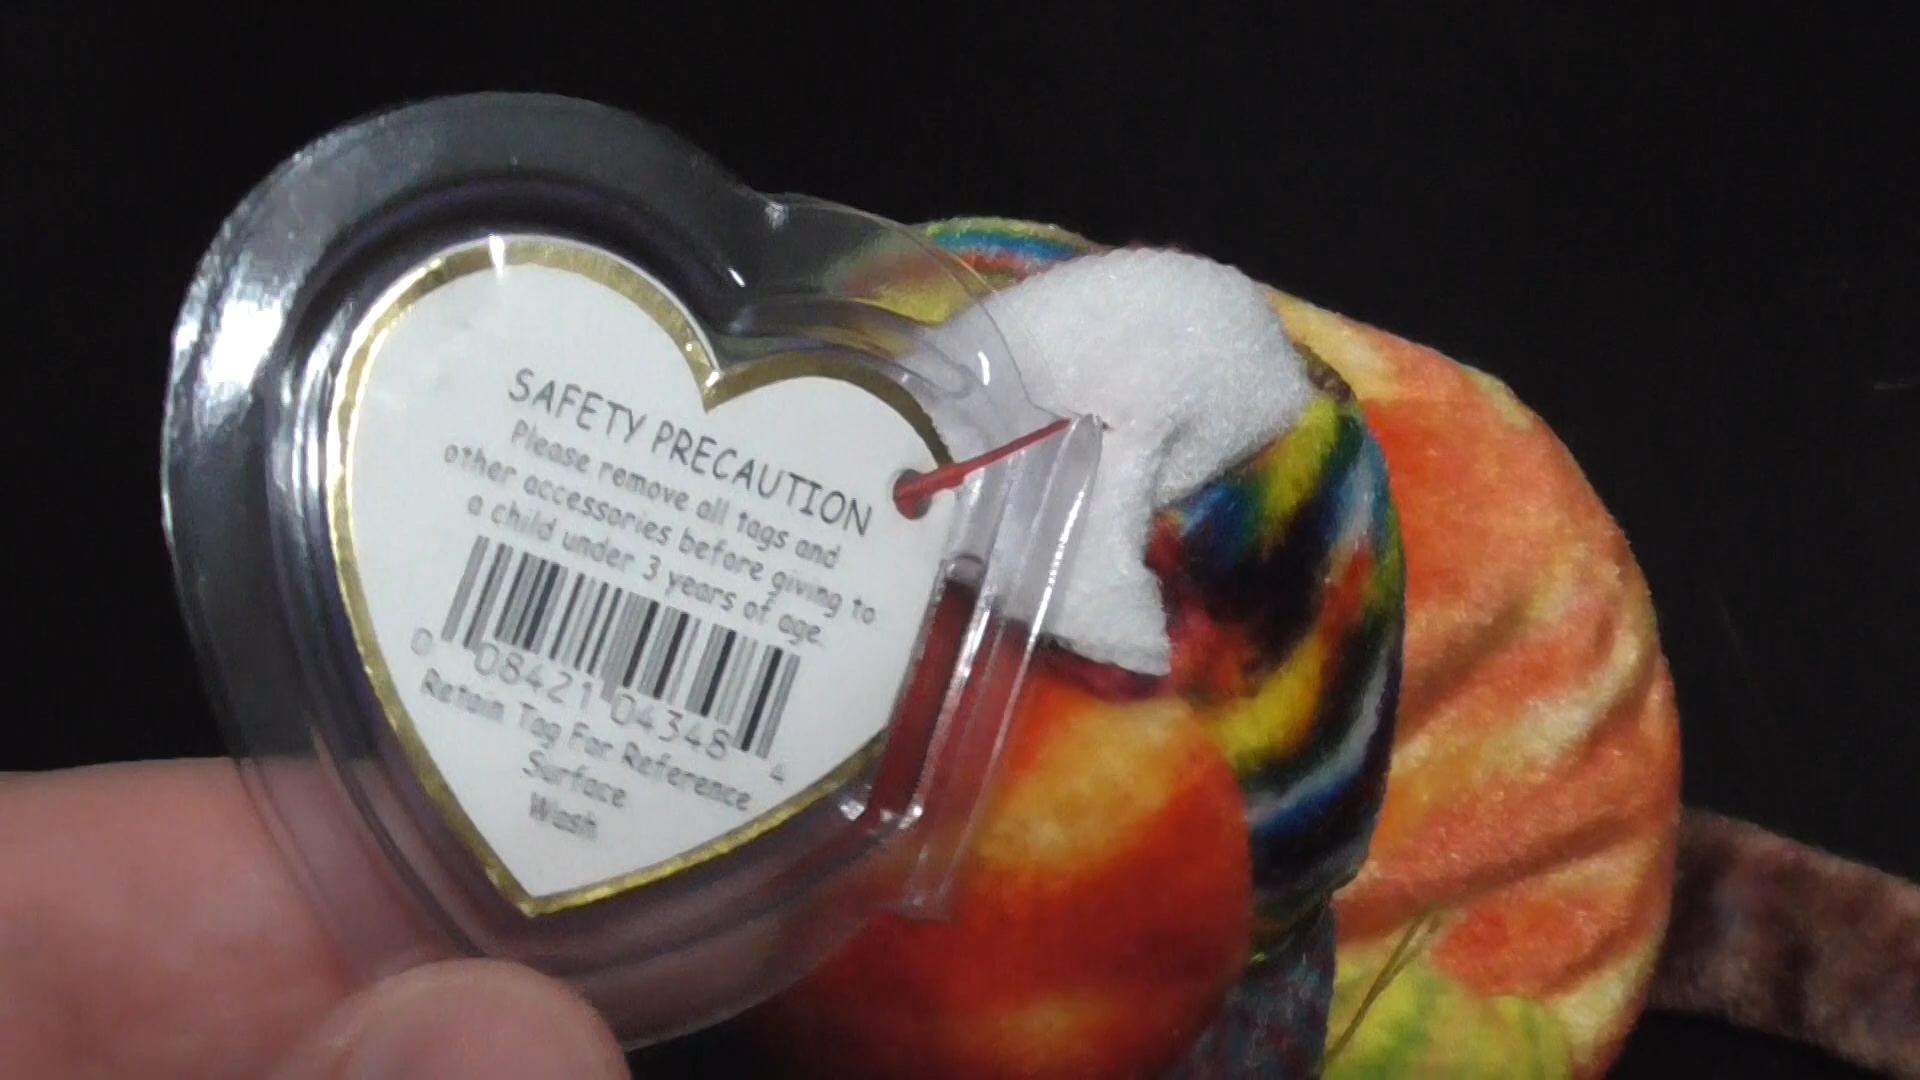 SAFETY PRECAUTION
Please remove all tags and
other accessories before giving to
a child under 3 years of age.
0 08421 04348 4
Retain Tag For Reference
Surface
Wash